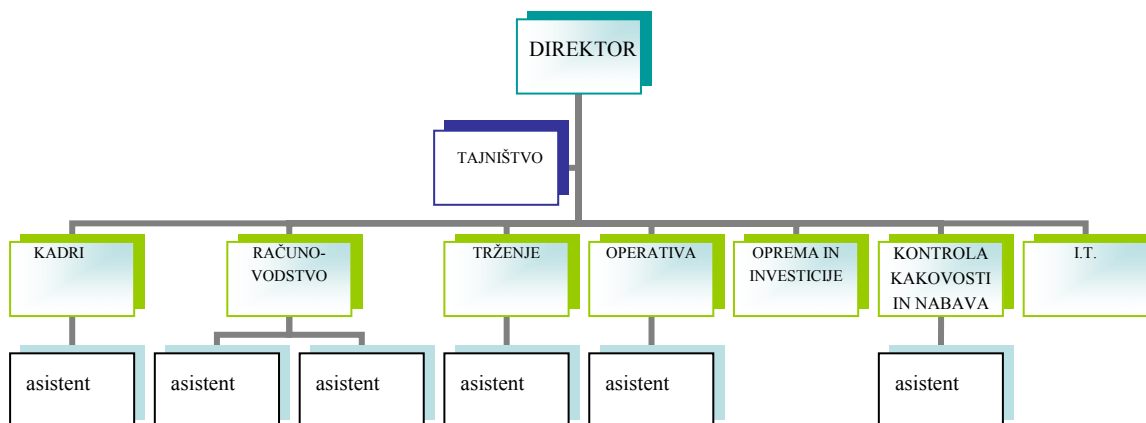 DIREKTOR
TAJNIŠTVO
KADRI
RAČUNO-
VODSTVO
TRŽENJE
OPERATIVA
OPREMA IN
INVESTICIJE
KONTROLA
KAKOVOSTI
IN NABAVA
I.T.
asistent
asistent
asistent
asistent
asistent
asistent